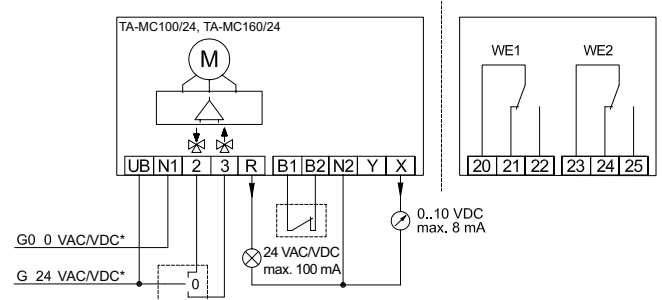 TA-MC100/24, TA-MC160/24
M
UB N1 2 3 R B1 B2 N2 Y X
WE1 WE2
20 21 22 23 24 25
0..10 VDC
max. 8 mA
24 VAC/VDC
max. 100 mA
G0 0 VAC/VDC*
G 24 VAC/VDC*
0